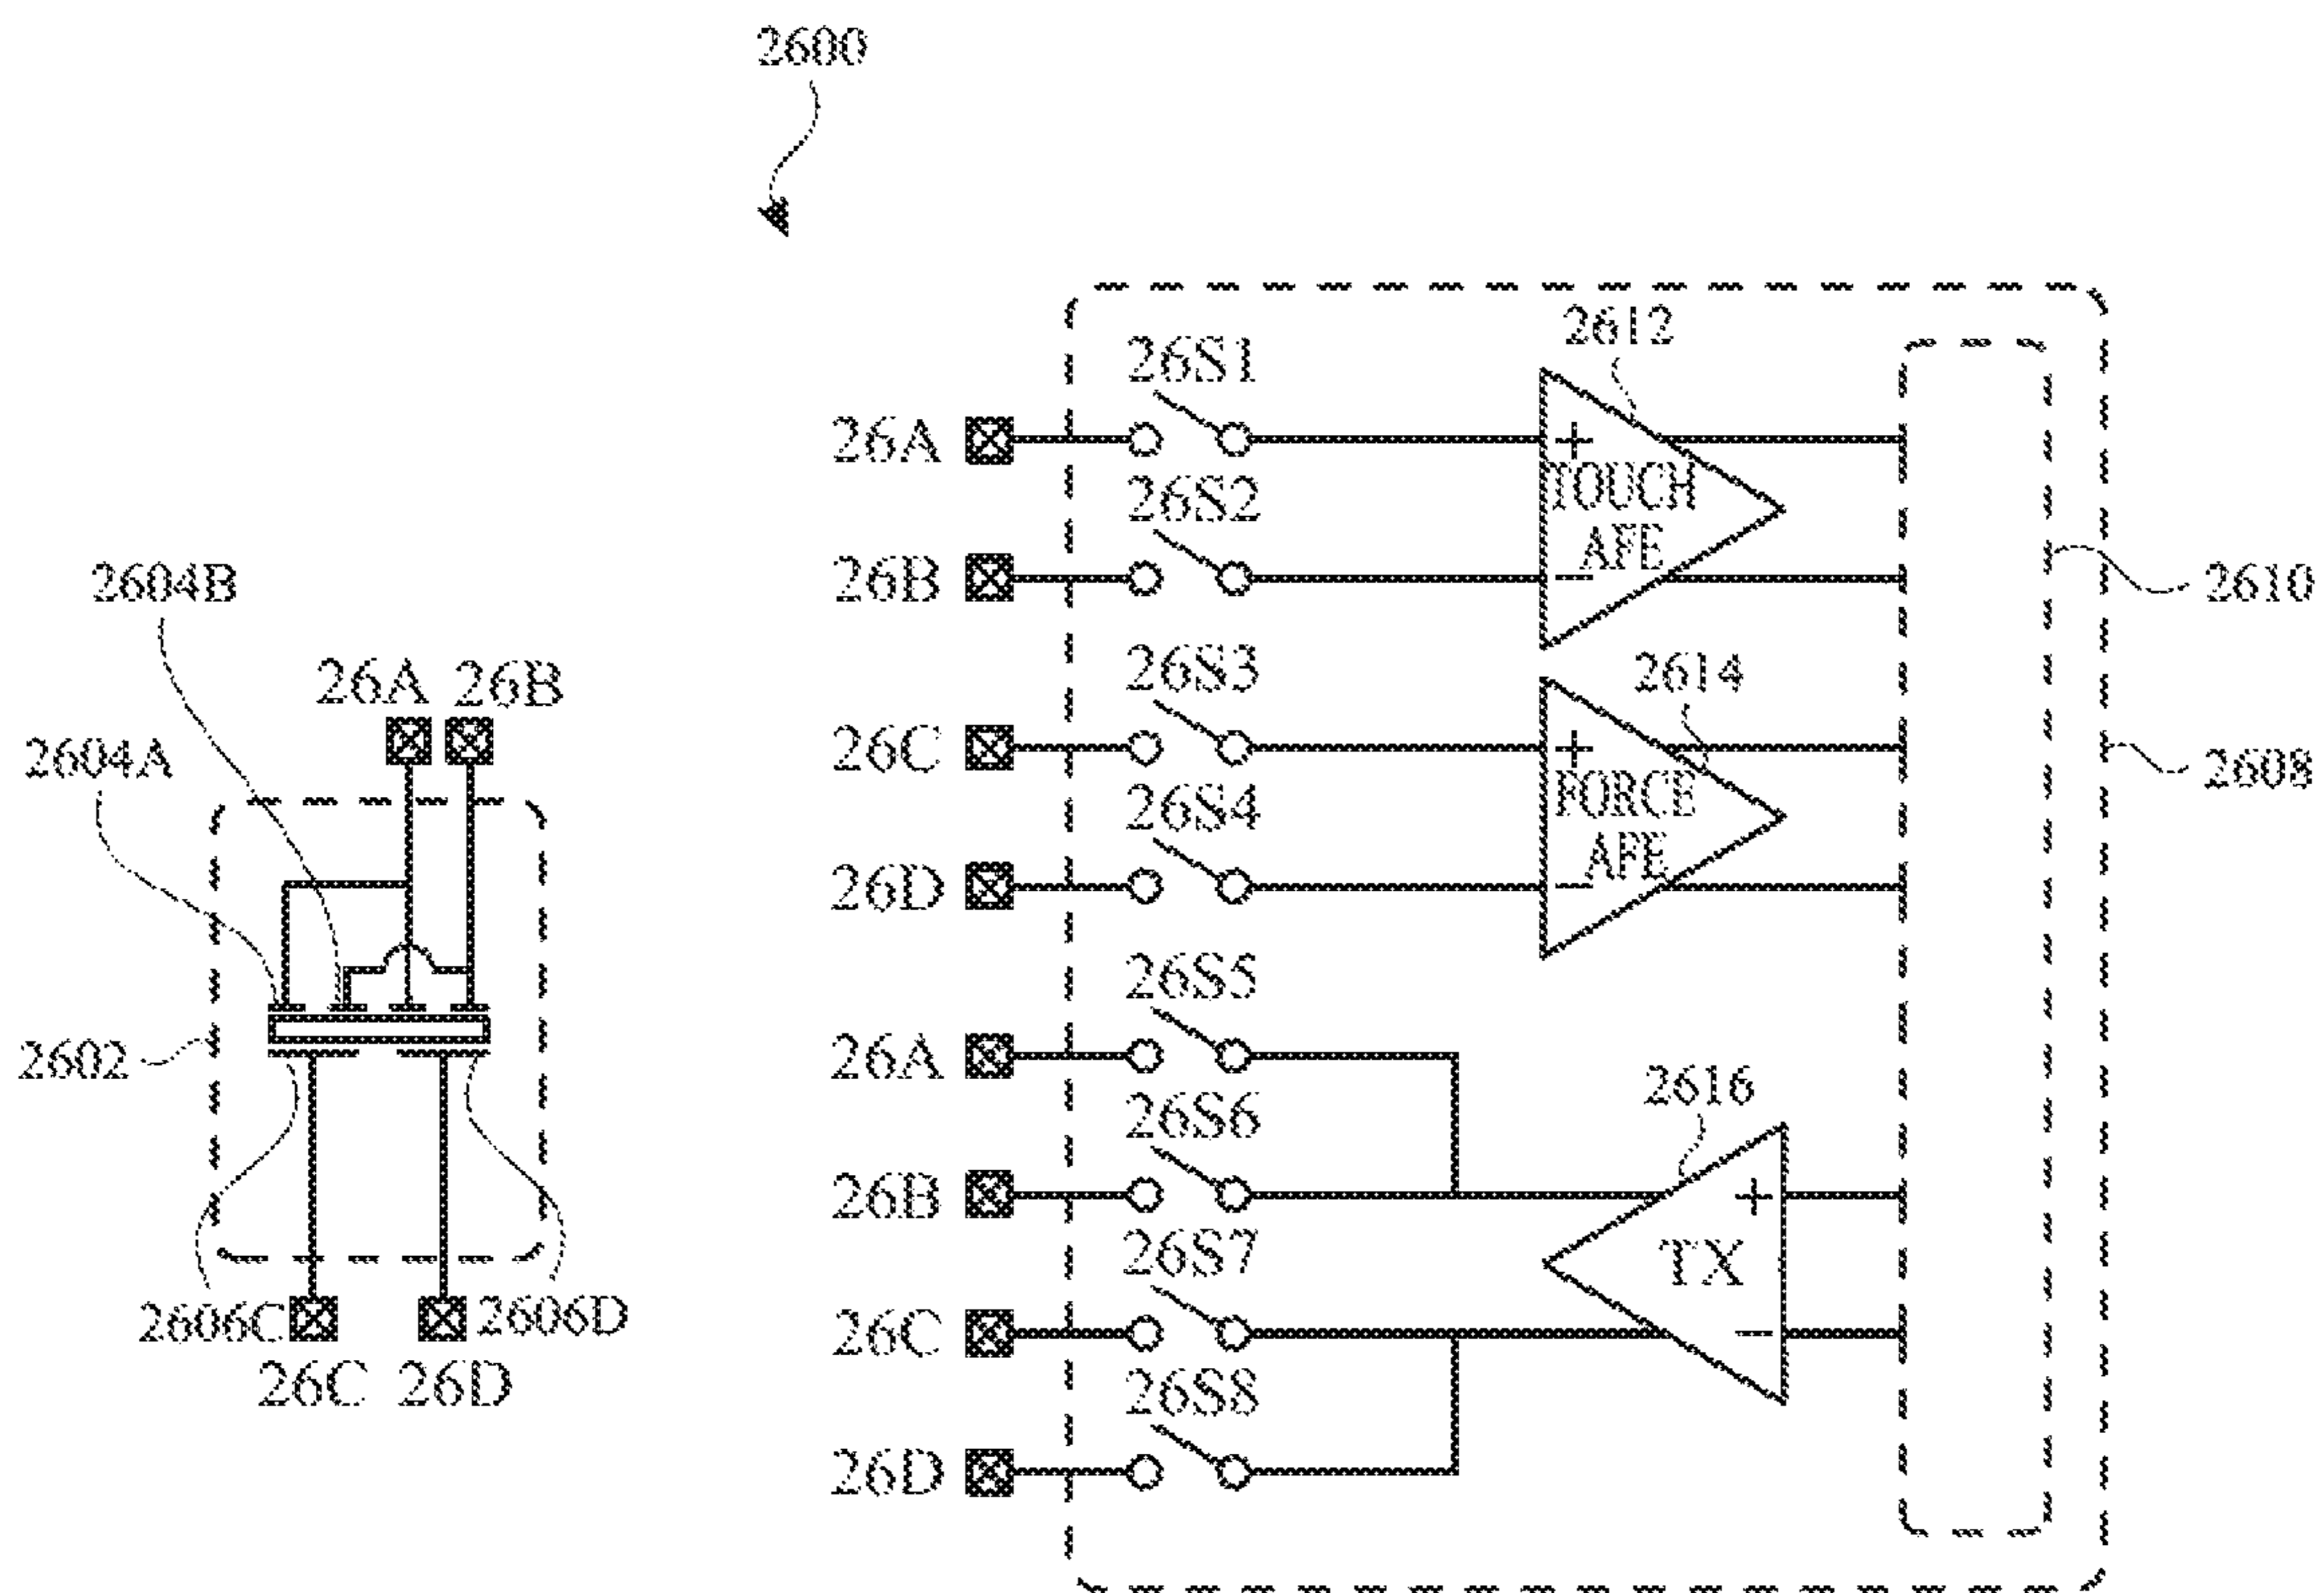 2600
2612
26S1
26A
+
TOUCH
AFE
26S2
26B
−
2610
2604B
26S3
2614
26A 26B
26C
+
FORCE
AFE
2608
2604A
26S4
26D
−
26S5
2602
26A
26S6
2616
26B
+
TX
26S7
2606C
2606D
26C
−
26C 26D
26S8
26D